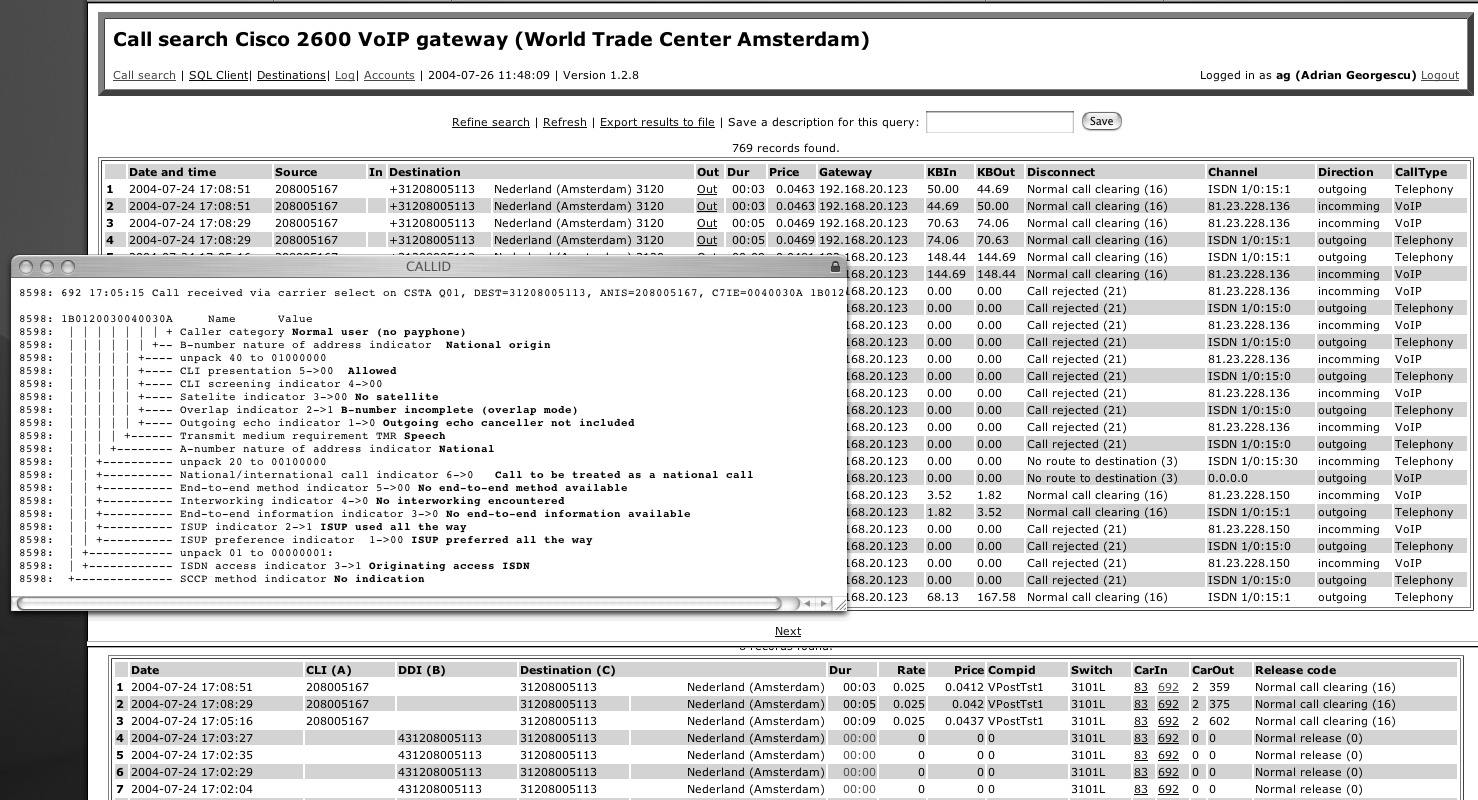 Call search Cisco 2600 VoIP gateway (World Trade Center Amsterdam)
Call search | SQL Client| Destinations| Log| Accounts | 2004-07-26 11:48:09 | Version 1.2.8 Logged in as ag (Adrian Georgescu) Logout
Refine search | Refresh | Export results to file | Save a description for this query: Save
769 records found.
Date and time Source In Destination Out Dur Price Gateway KBIn KBOut Disconnect Channel Direction CallType
1 2004-07-24 17:08:51 208005167 +31208005113 Nederland (Amsterdam) 3120 Out 00:03 0.0463 192.168.20.123 50.00 44.69 Normal call clearing (16) ISDN 1/0:15:1 outgoing Telephony
2 2004-07-24 17:08:51 208005167 +31208005113 Nederland (Amsterdam) 3120 Out 00:03 0.0463 192.168.20.123 44.69 50.00 Normal call clearing (16) 81.23.228.136 incomming VoIP
3 2004-07-24 17:08:29 208005167 +31208005113 Nederland (Amsterdam) 3120 Out 00:05 0.0469 192.168.20.123 70.63 74.06 Normal call clearing (16) 81.23.228.136 incomming VoIP
4 2004-07-24 17:08:29 208005167 +31208005113 Nederland (Amsterdam) 3120 Out 00:05 0.0469 192.168.20.123 74.06 70.63 Normal call clearing (16) ISDN 1/0:15:1 outgoing Telephony
148.44 144.69 Normal call clearing (16) ISDN 1/0:15:1 outgoing Telephony
CALLID
68.20.123 144.69 148.44 Normal call clearing (16) 81.23.228.136 incomming VoIP
68.20.123 0.00 0.00 Call rejected (21) 81.23.228.136 incomming VoIP
68.20.123 0.00 0.00 Call rejected (21) ISDN 1/0:15:0 outgoing Telephony
68.20.123 0.00 0.00 Call rejected (21) 81.23.228.136 incomming VoIP
68.20.123 0.00 0.00 Call rejected (21) ISDN 1/0:15:0 outgoing Telephony
68.20.123 0.00 0.00 Call rejected (21) 81.23.228.136 incomming VoIP
68.20.123 0.00 0.00 Call rejected (21) ISDN 1/0:15:0 outgoing Telephony
68.20.123 0.00 0.00 Call rejected (21) 81.23.228.136 incomming VoIP
68.20.123 0.00 0.00 Call rejected (21) ISDN 1/0:15:0 outgoing Telephony
68.20.123 0.00 0.00 Call rejected (21) 81.23.228.136 incomming VoIP
68.20.123 0.00 0.00 Call rejected (21) ISDN 1/0:15:0 outgoing Telephony
68.20.123 0.00 0.00 No route to destination (3) ISDN 1/0:15:30 incomming Telephony
68.20.123 0.00 0.00 No route to destination (3) 0.0.0.0 outgoing VoIP
68.20.123 3.52 1.82 Normal call clearing (16) 81.23.228.150 incomming VoIP
68.20.123 1.82 3.52 Normal call clearing (16) ISDN 1/0:15:1 outgoing Telephony
68.20.123 0.00 0.00 Call rejected (21) 81.23.228.150 incomming VoIP
68.20.123 0.00 0.00 Call rejected (21) ISDN 1/0:15:0 outgoing Telephony
68.20.123 0.00 0.00 Call rejected (21) 81.23.228.150 incomming VoIP
68.20.123 0.00 0.00 Call rejected (21) ISDN 1/0:15:0 outgoing Telephony
68.20.123 68.13 167.58 Normal call clearing (16) ISDN 1/0:15:1 outgoing Telephony
8598: 692 17:05:15 Call received via carrier select on CSTA Q01, DEST=31208005113, ANIS=208005167, C7IE=0040030A 1B012
8598: 1B0120030040030A Name Value
8598: | | | | | | | + Caller category Normal user (no payphone)
8598: | | | | | | +-- B-number nature of address indicator National origin
8598: | | | | | +---- unpack 40 to 01000000
8598: | | | | | +---- CLI presentation 5->00 Allowed
8598: | | | | | +---- CLI screening indicator 4->00
8598: | | | | | +---- Satelite indicator 3->00 No satellite
8598: | | | | | +---- Overlap indicator 2->1 B-number incomplete (overlap mode)
8598: | | | | | +---- Outgoing echo indicator 1->0 Outgoing echo canceller not included
8598: | | | | +------ Transmit medium requirement TMR Speech
8598: | | | +-------- A-number nature of address indicator National
8598: | | +---------- unpack 20 to 00100000
8598: | | +---------- National/international call indicator 6->0 Call to be treated as a national call
8598: | | +---------- End-to-end method indicator 5->00 No end-to-end method available
8598: | | +---------- Interworking indicator 4->0 No interworking encountered
8598: | | +---------- End-to-end information indicator 3->0 No end-to-end information available
8598: | | +---------- ISUP indicator 2->1 ISUP used all the way
8598: | | +---------- ISUP preference indicator 1->00 ISUP preferred all the way
8598: | +------------ unpack 01 to 00000001:
8598: | +------------ ISDN access indicator 3->1 Originating access ISDN
8598: +-------------- SCCP method indicator No indication
Next
Date CLI (A) DDI (B) Destination (C) Dur Rate Price Compid Switch CarIn CarOut Release code
1 2004-07-24 17:08:51 208005167 31208005113 Nederland (Amsterdam) 00:03 0.025 0.0412 VPostTst1 3101L 83 692 2 359 Normal call clearing (16)
2 2004-07-24 17:08:29 208005167 31208005113 Nederland (Amsterdam) 00:05 0.025 0.042 VPostTst1 3101L 83 692 2 375 Normal call clearing (16)
3 2004-07-24 17:05:16 208005167 31208005113 Nederland (Amsterdam) 00:09 0.025 0.0437 VPostTst1 3101L 83 692 2 602 Normal call clearing (16)
4 2004-07-24 17:03:27 431208005113 31208005113 Nederland (Amsterdam) 00:00 0 0 0 3101L 83 692 0 0 Normal release (0)
5 2004-07-24 17:02:35 431208005113 31208005113 Nederland (Amsterdam) 00:00 0 0 0 3101L 83 692 0 0 Normal release (0)
6 2004-07-24 17:02:29 431208005113 31208005113 Nederland (Amsterdam) 00:00 0 0 0 3101L 83 692 0 0 Normal release (0)
7 2004-07-24 17:02:04 431208005113 31208005113 Nederland (Amsterdam) 00:00 0 0 0 3101L 83 692 0 0 Normal release (0)